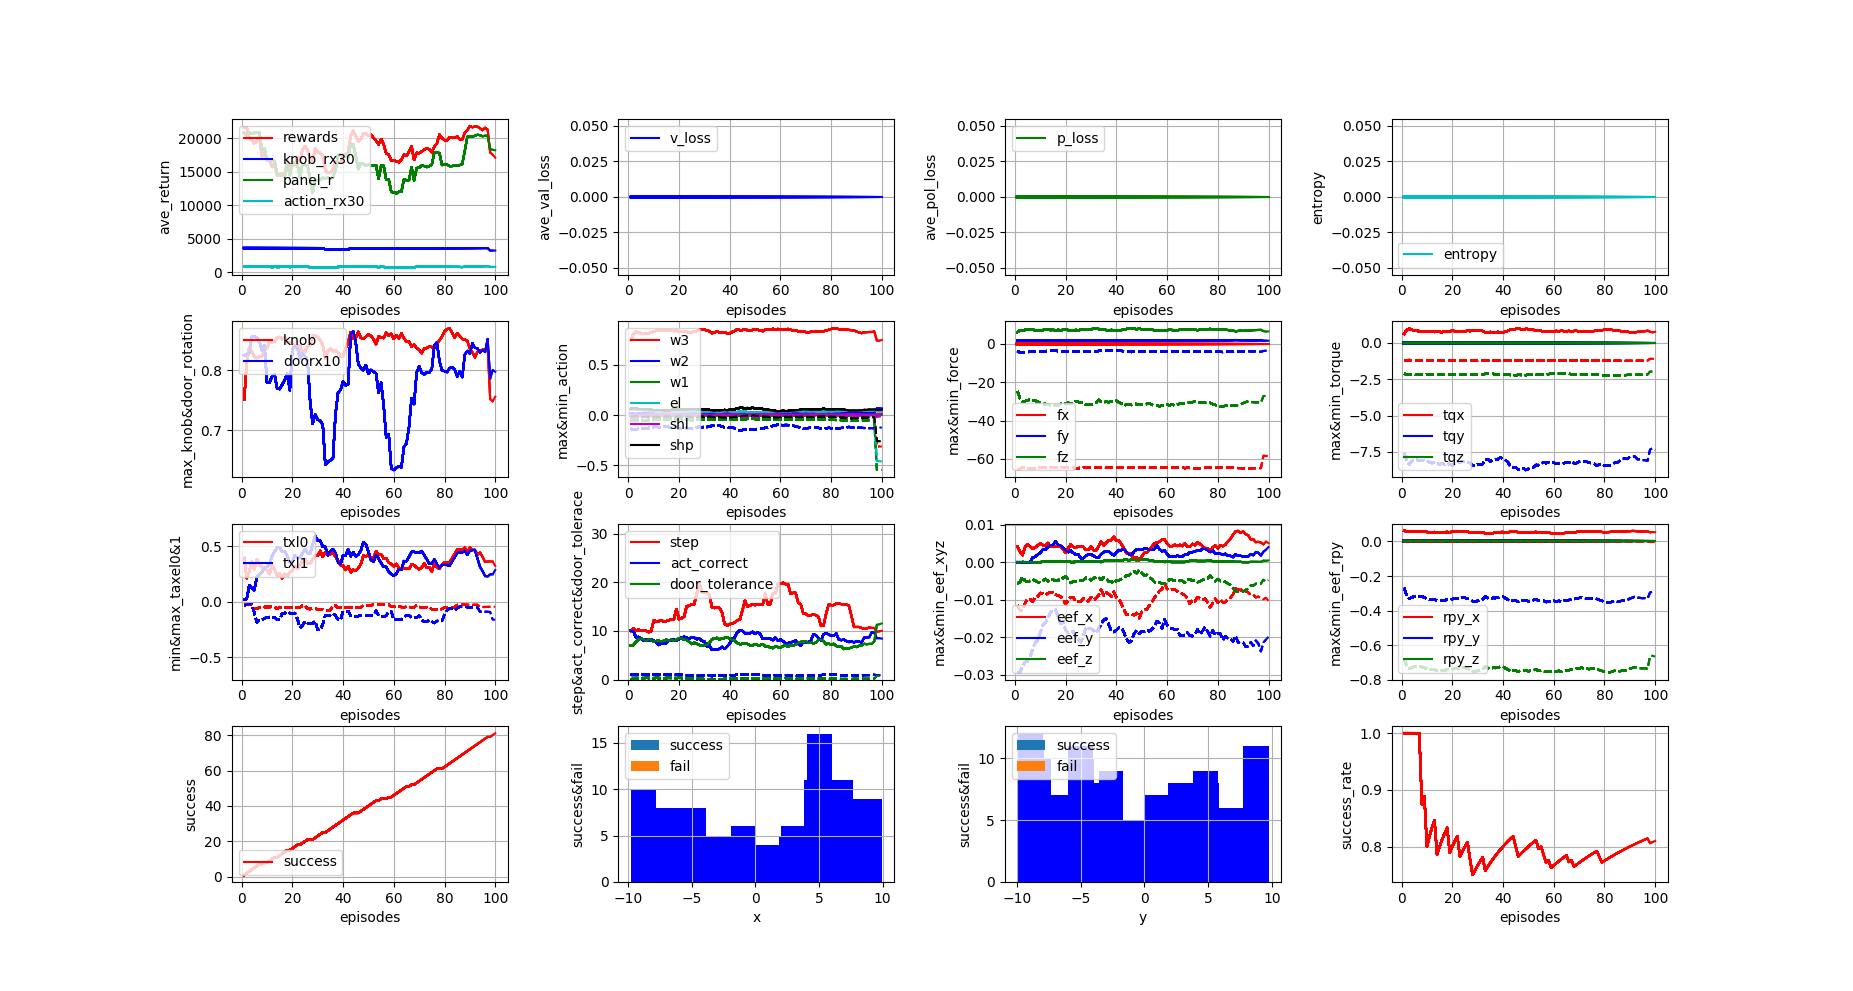 ave_return
20000
15000
10000
5000
0
rewards
knob_rx30
panel_r
action_rx30
0 20 40 60 80 100
episodes
ave_val_loss
0.050
0.025
0.000
−0.025
−0.050
v_loss
0 20 40 60 80 100
episodes
ave_pol_loss
0.050
0.025
0.000
−0.025
−0.050
p_loss
0 20 40 60 80 100
episodes
entropy
0.050
0.025
0.000
−0.025
−0.050
entropy
0 20 40 60 80 100
episodes
max_knob&door_rotation
0.8
0.7
knob
doorx10
0 20 40 60 80 100
episodes
max&min_action
0.5
0.0
−0.5
w3
w2
w1
el
shl
shp
0 20 40 60 80 100
episodes
max&min_force
0
−20
−40
−60
fx
fy
fz
0 20 40 60 80 100
episodes
max&min_torque
0.0
−2.5
−5.0
−7.5
tqx
tqy
tqz
0 20 40 60 80 100
episodes
min&max_taxel0&1
0.5
0.0
−0.5
txl0
txl1
0 20 40 60 80 100
episodes
step&act_correct&door_tolerace
30
20
10
0
step
act_correct
door_tolerance
0 20 40 60 80 100
episodes
max&min_eef_xyz
0.01
0.00
−0.01
−0.02
−0.03
eef_x
eef_y
eef_z
0 20 40 60 80 100
episodes
max&min_eef_rpy
0.0
−0.2
−0.4
−0.6
−0.8
rpy_x
rpy_y
rpy_z
0 20 40 60 80 100
episodes
success
80
60
40
20
0
success
0 20 40 60 80 100
episodes
success&fail
15
10
5
0
success
fail
−10 −5 0 5 10
x
success&fail
10
5
0
success
fail
−10 −5 0 5 10
y
success_rate
1.0
0.9
0.8
0 20 40 60 80 100
episodes